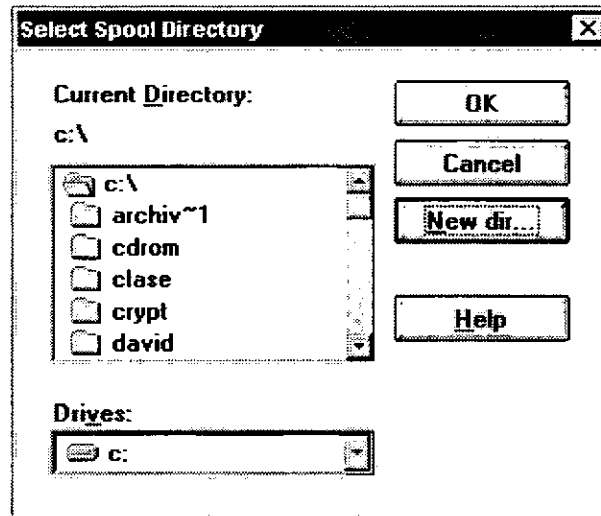 Select Spool Directory
Current Directory:
c:\
c:\
archiv~1
cdrom
clase
crypt
david
Drives:
c:
OK
Cancel
New dir...
Help